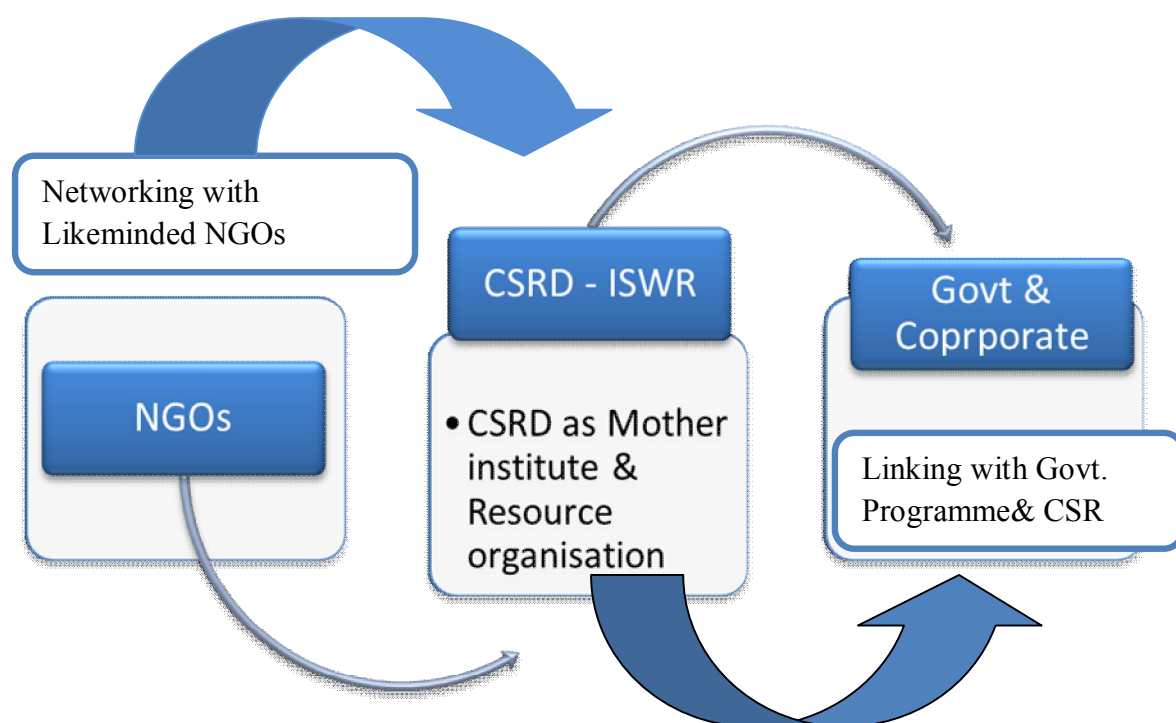 Networking with
Likeminded NGOs
NGOs
CSRD - ISWR
• CSRD as Mother
institute &
Resource
organisation
Govt &
Coprporate
Linking with Govt.
Programme& CSR